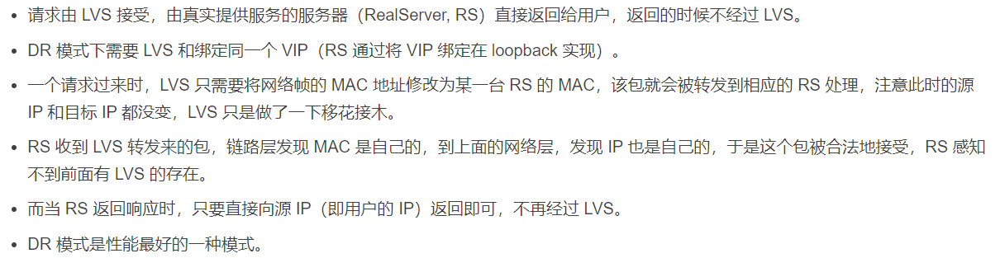 • 请求由 LVS 接受，由真实提供服务的服务器（RealServer, RS）直接返回给用户，返回的时候不经过 LVS。
• DR 模式下需要 LVS 和绑定同一个 VIP（RS 通过将 VIP 绑定在 loopback 实现）。
• 一个请求过来时，LVS 只需要将网络帧的 MAC 地址修改为某一台 RS 的 MAC，该包就会被转发到相应的 RS 处理，注意此时的源
IP 和目标 IP 都没变，LVS 只是做了一下移花接木。
• RS 收到 LVS 转发来的包，链路层发现 MAC 是自己的，到上面的网络层，发现 IP 也是自己的，于是这个包被合法地接受，RS 感知
不到前面有 LVS 的存在。
• 而当 RS 返回响应时，只要直接向源 IP（即用户的 IP）返回即可，不再经过 LVS。
• DR 模式是性能最好的一种模式。